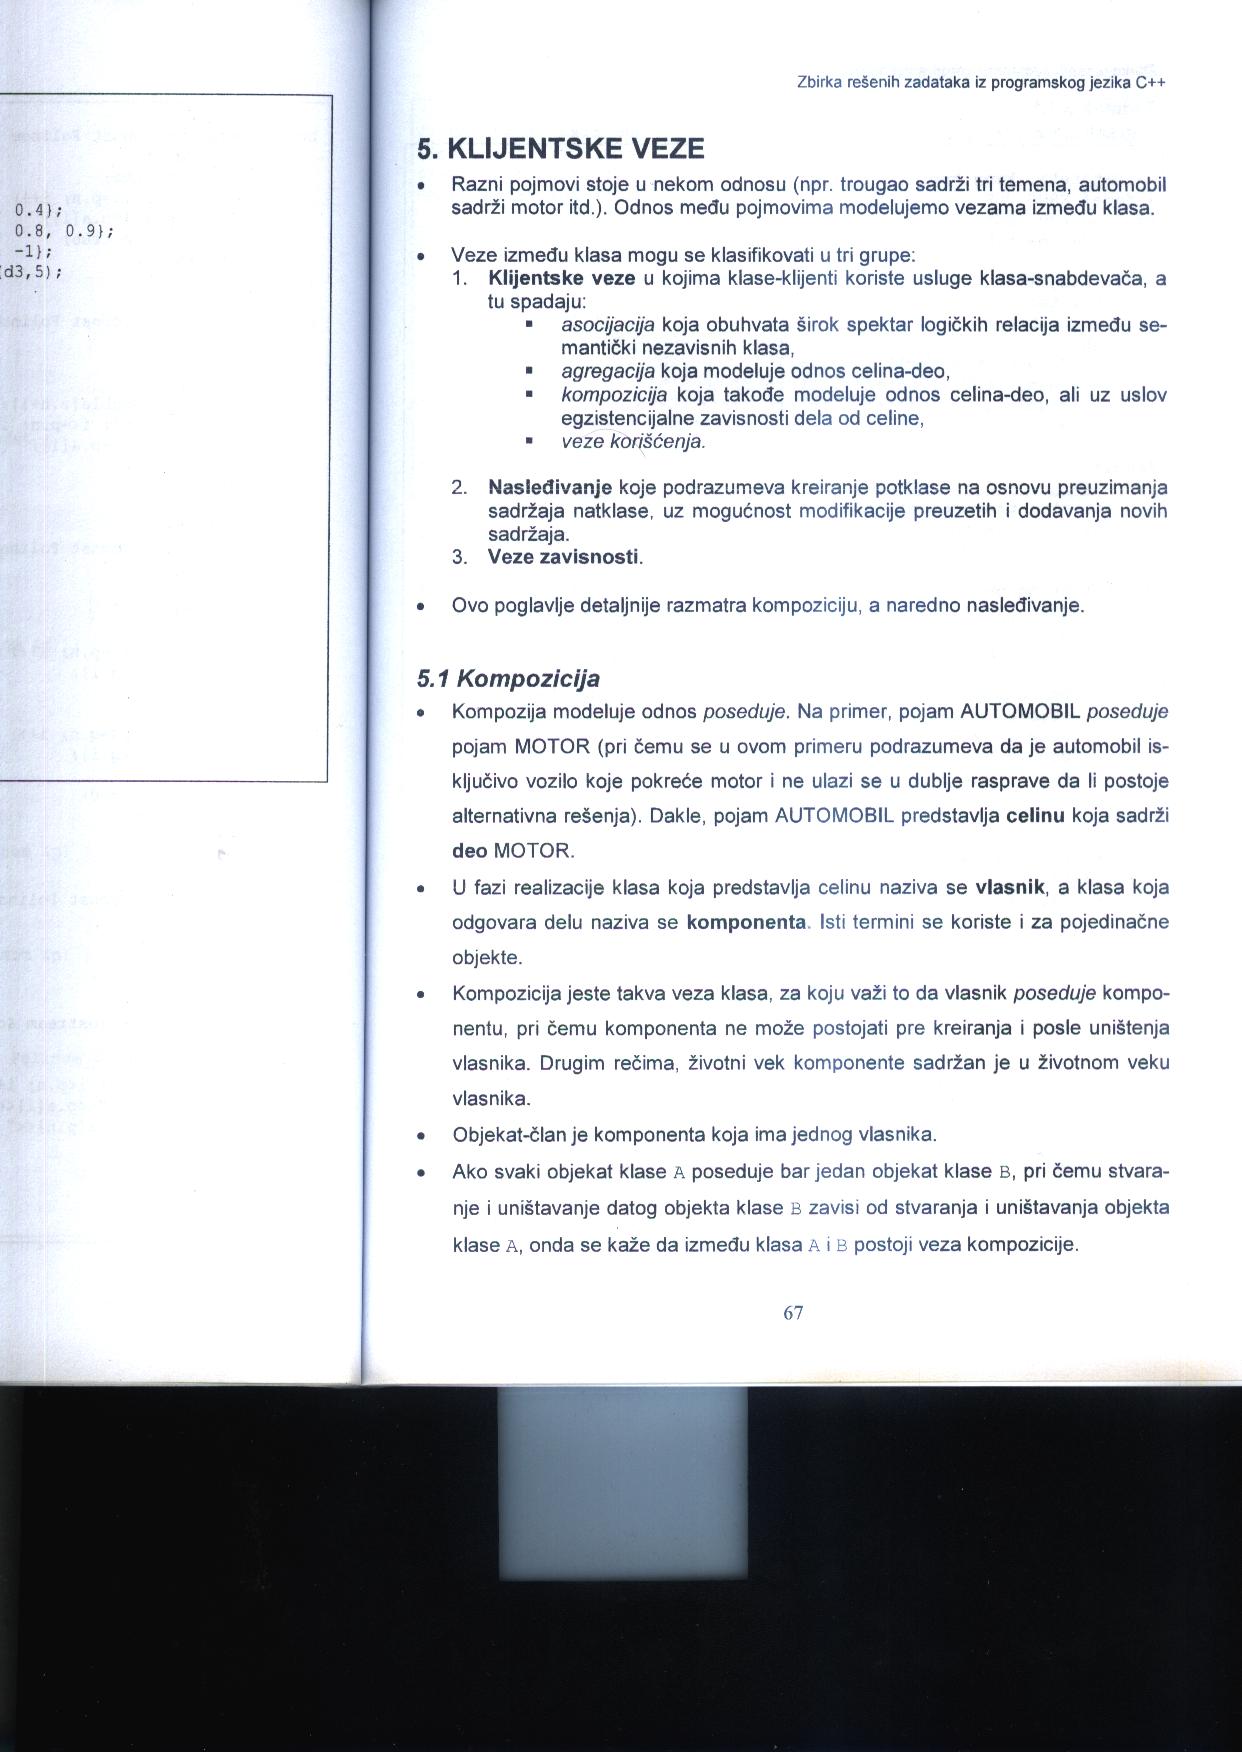 0.4};
0.8, 0.9};
-1};
(d3,5);
Zbirka rešenih zadataka iz programskog jezika C++
5. KLIJENTSKE VEZE
• Razni pojmovi stoje u nekom odnosu (npr. trougao sadrži tri temena, automobil
sadrži motor itd.). Odnos među pojmovima modelujemo vezama između klasa.
• Veze između klasa mogu se klasifikovati u tri grupe:
1. Klijentske veze u kojima klase-klijenti koriste usluge klasa-snabdevača, a
tu spadaju:
▪ asocijacija koja obuhvata širok spektar logičkih relacija između se-
mantički nezavisnih klasa,
▪ agregacija koja modeluje odnos celina-deo,
▪ kompozicija koja takođe modeluje odnos celina-deo, ali uz uslov
egzistencijalne zavisnosti dela od celine,
▪ veze korišćenja.
2. Nasleđivanje koje podrazumeva kreiranje potklase na osnovu preuzimanja
sadržaja natklase, uz mogućnost modifikacije preuzetih i dodavanja novih
sadržaja.
3. Veze zavisnosti.
• Ovo poglavlje detaljnije razmatra kompoziciju, a naredno nasleđivanje.
5.1 Kompozicija
• Kompozija modeluje odnos poseduje. Na primer, pojam AUTOMOBIL poseduje
pojam MOTOR (pri čemu se u ovom primeru podrazumeva da je automobil is-
ključivo vozilo koje pokreće motor i ne ulazi se u dublje rasprave da li postoje
alternativna rešenja). Dakle, pojam AUTOMOBIL predstavlja celinu koja sadrži
deo MOTOR.
• U fazi realizacije klasa koja predstavlja celinu naziva se vlasnik, a klasa koja
odgovara delu naziva se komponenta. Isti termini se koriste i za pojedinačne
objekte.
• Kompozicija jeste takva veza klasa, za koju važi to da vlasnik poseduje kompo-
nentu, pri čemu komponenta ne može postojati pre kreiranja i posle uništenja
vlasnika. Drugim rečima, životni vek komponente sadržan je u životnom veku
vlasnika.
• Objekat-član je komponenta koja ima jednog vlasnika.
• Ako svaki objekat klase A poseduje bar jedan objekat klase B, pri čemu stvara-
nje i uništavanje datog objekta klase B zavisi od stvaranja i uništavanja objekta
klase A, onda se kaže da između klasa A i B postoji veza kompozicije.
67